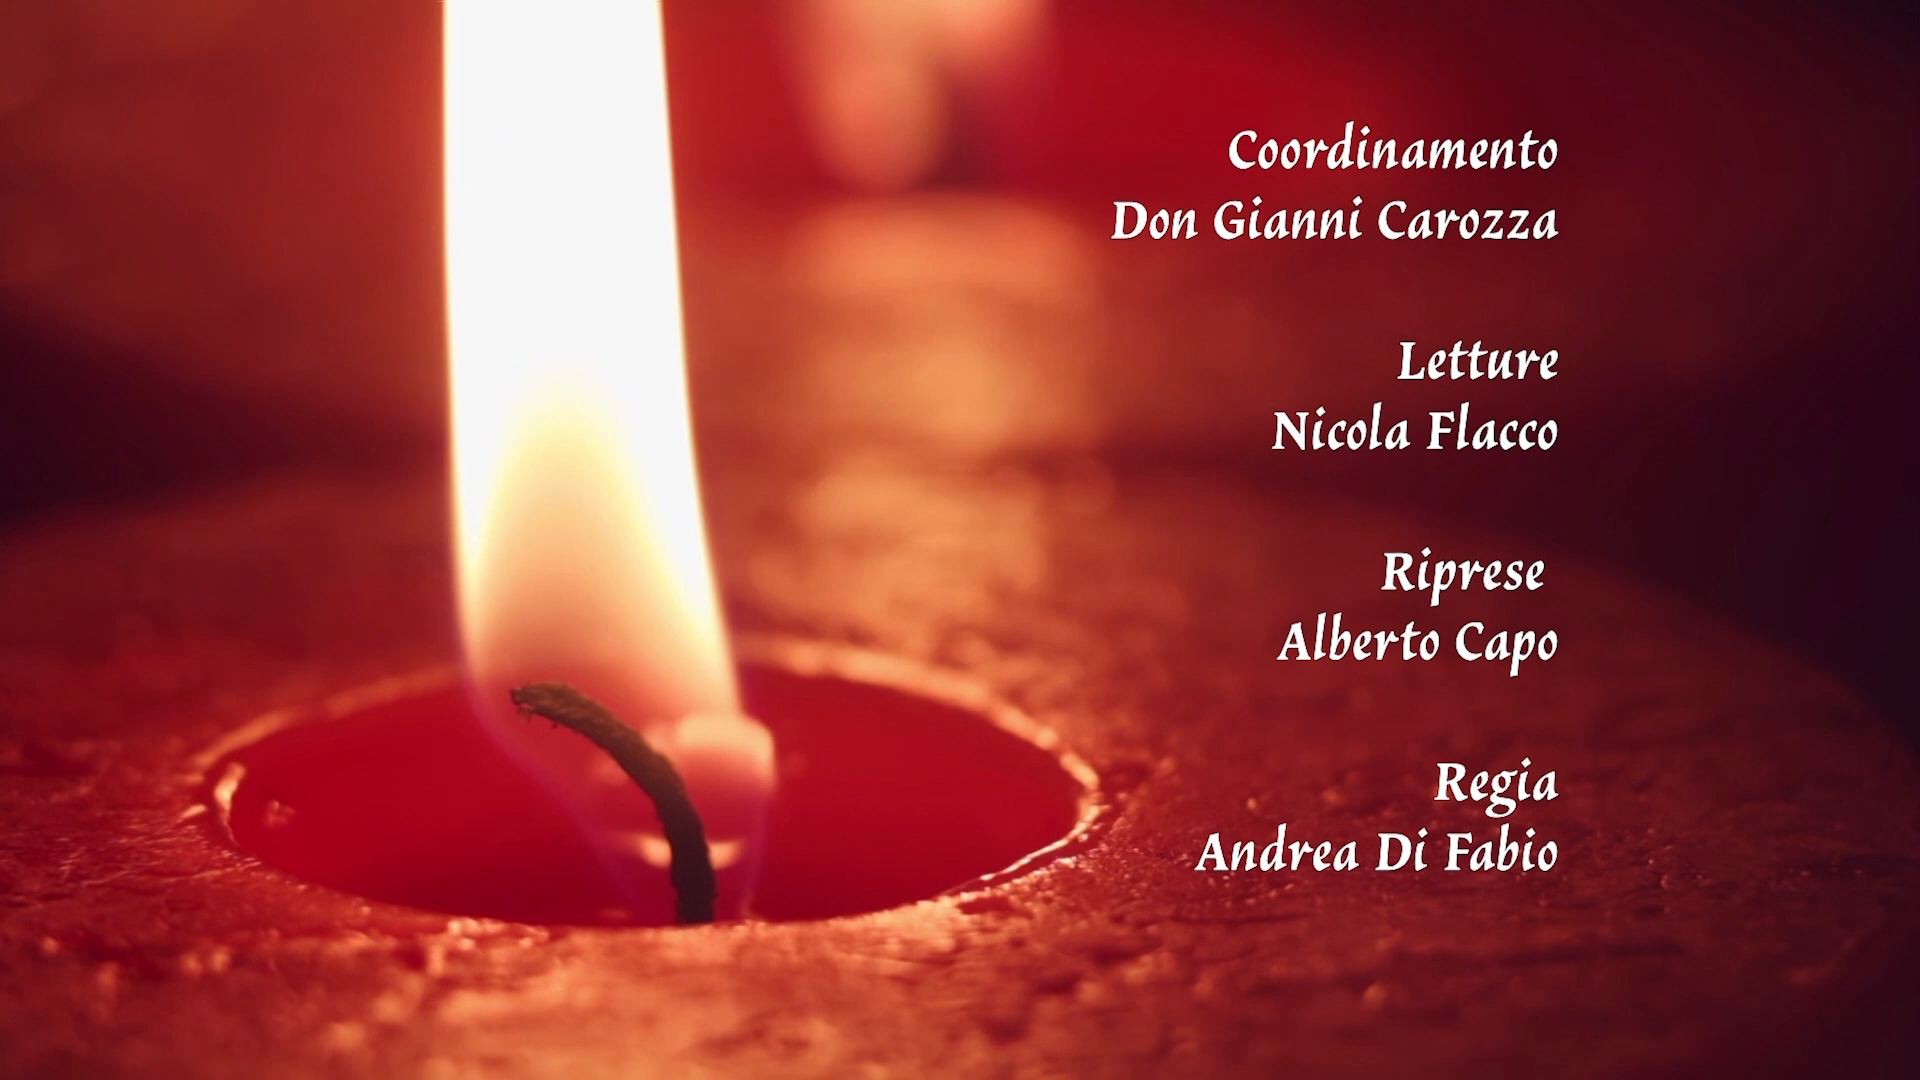 Coordinamento
Don Gianni Carozza
Letture
Nicola Flacco
Riprese
Alberto Capo
Regia
Andrea Di Fabio